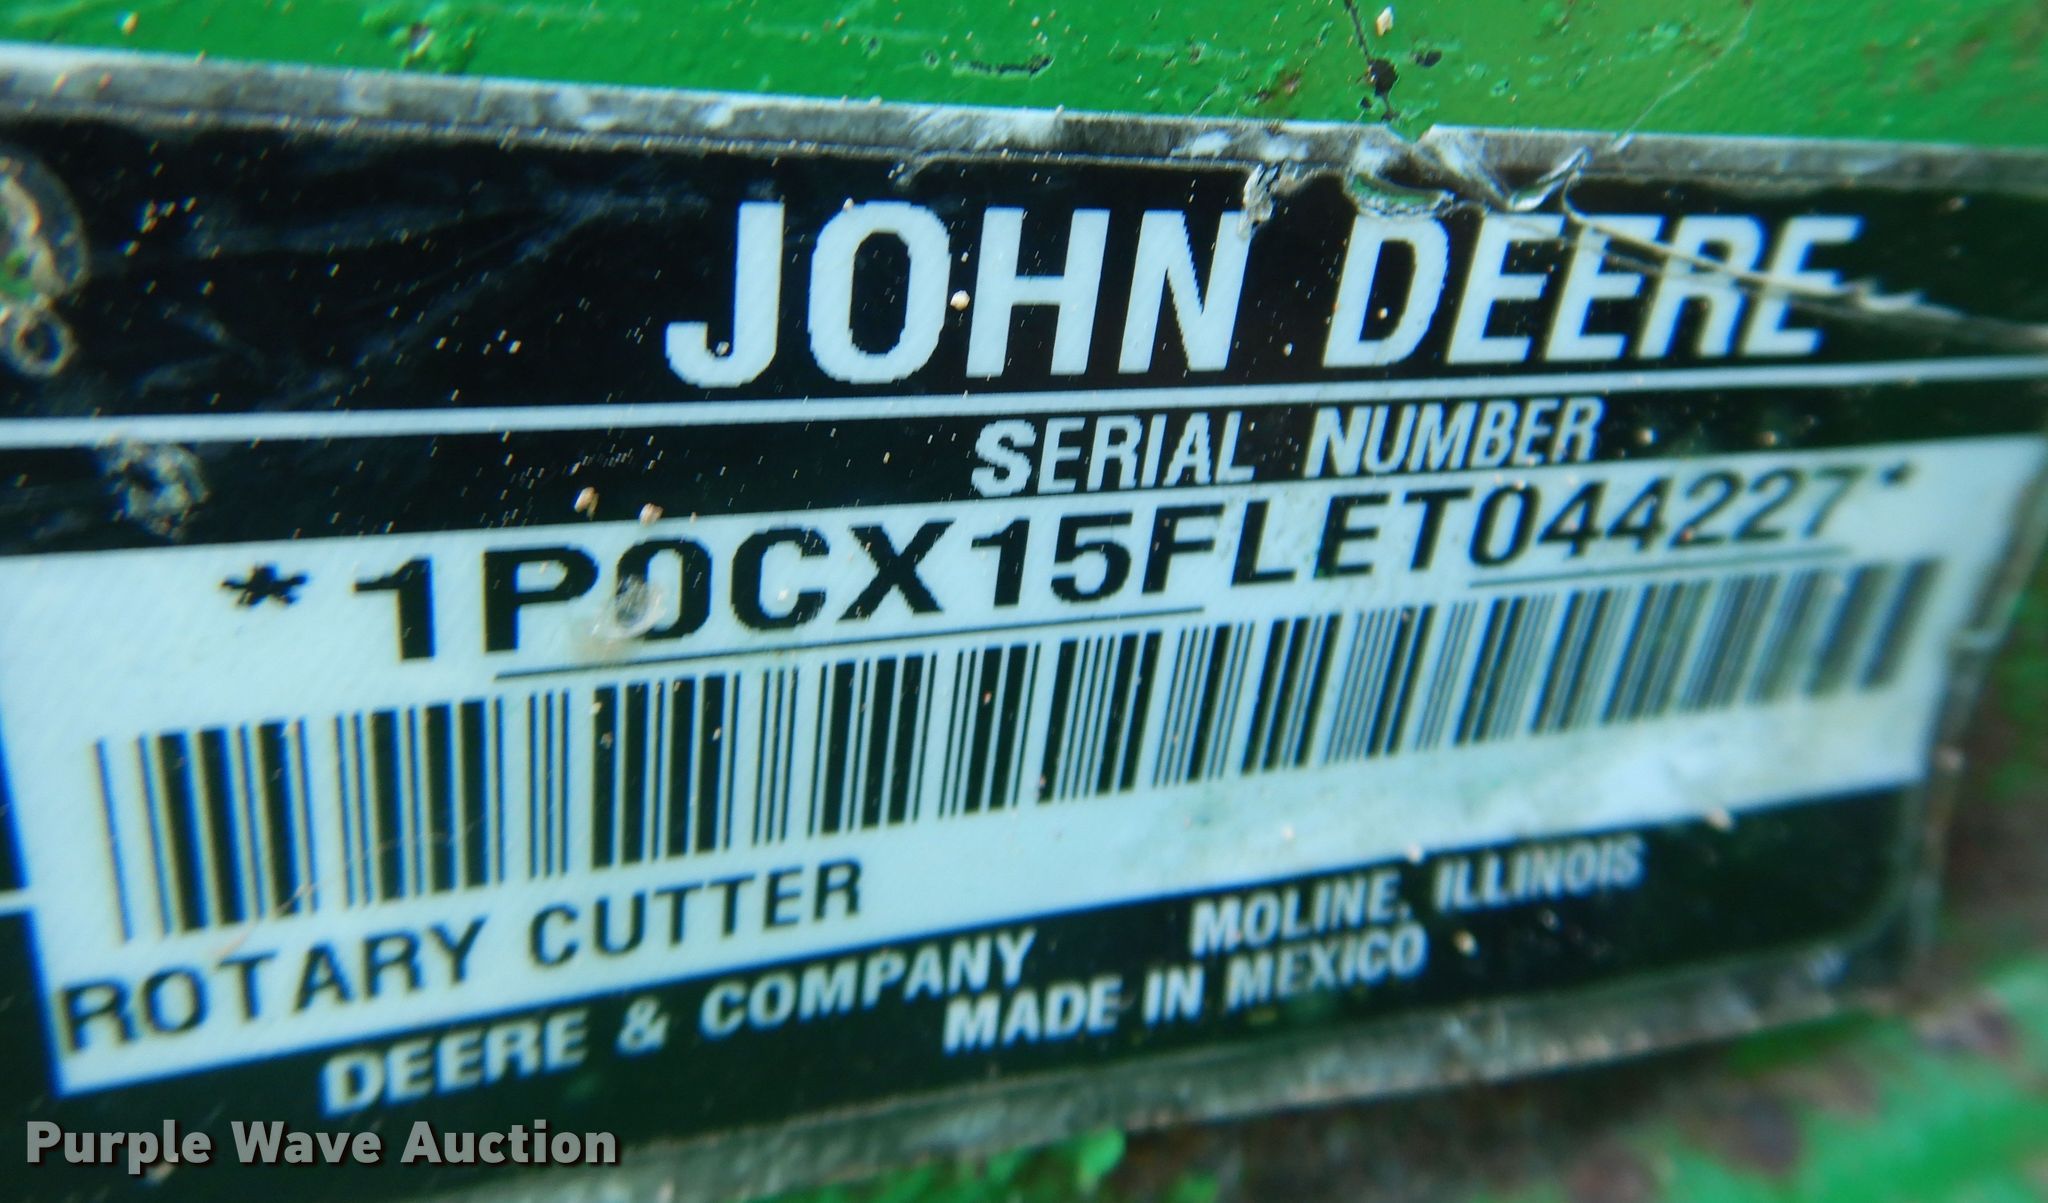 JOHN DEERE
SERIAL NUMBER
*1P0CX15FLET044227*
ROTARY CUTTER
DEERE & COMPANY MOLINE, ILLINOIS
MADE IN MEXICO
Purple Wave Auction